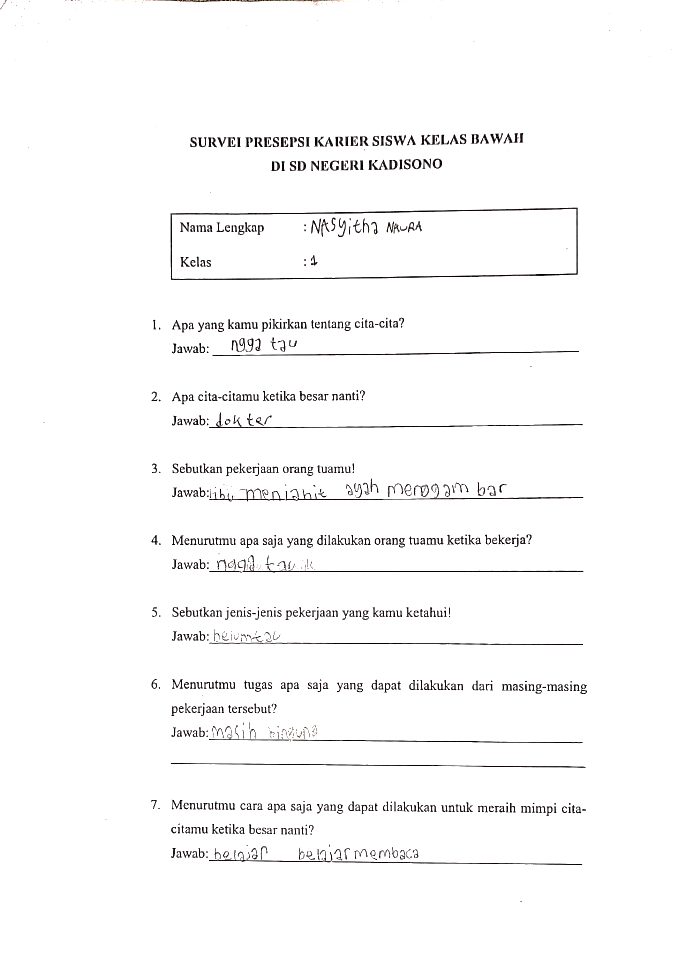 SURVEI PRESEPSI KARIER SISWA KELAS BAWAH
DI SD NEGERI KADISONO
Nama Lengkap : NASyitha NAURA
Kelas : 1
1. Apa yang kamu pikirkan tentang cita-cita?
Jawab: ngga tau
2. Apa cita-citamu ketika besar nanti?
Jawab: dokter
3. Sebutkan pekerjaan orang tuamu!
Jawab: ibu menjahit ayah menggambar
4. Menurutmu apa saja yang dilakukan orang tuamu ketika bekerja?
Jawab: ngga tau
5. Sebutkan jenis-jenis pekerjaan yang kamu ketahui!
Jawab: belumtau
6. Menurutmu tugas apa saja yang dapat dilakukan dari masing-masing
pekerjaan tersebut?
Jawab: masih bingung
7. Menurutmu cara apa saja yang dapat dilakukan untuk meraih mimpi cita-
citamu ketika besar nanti?
Jawab: belajar belajar membaca